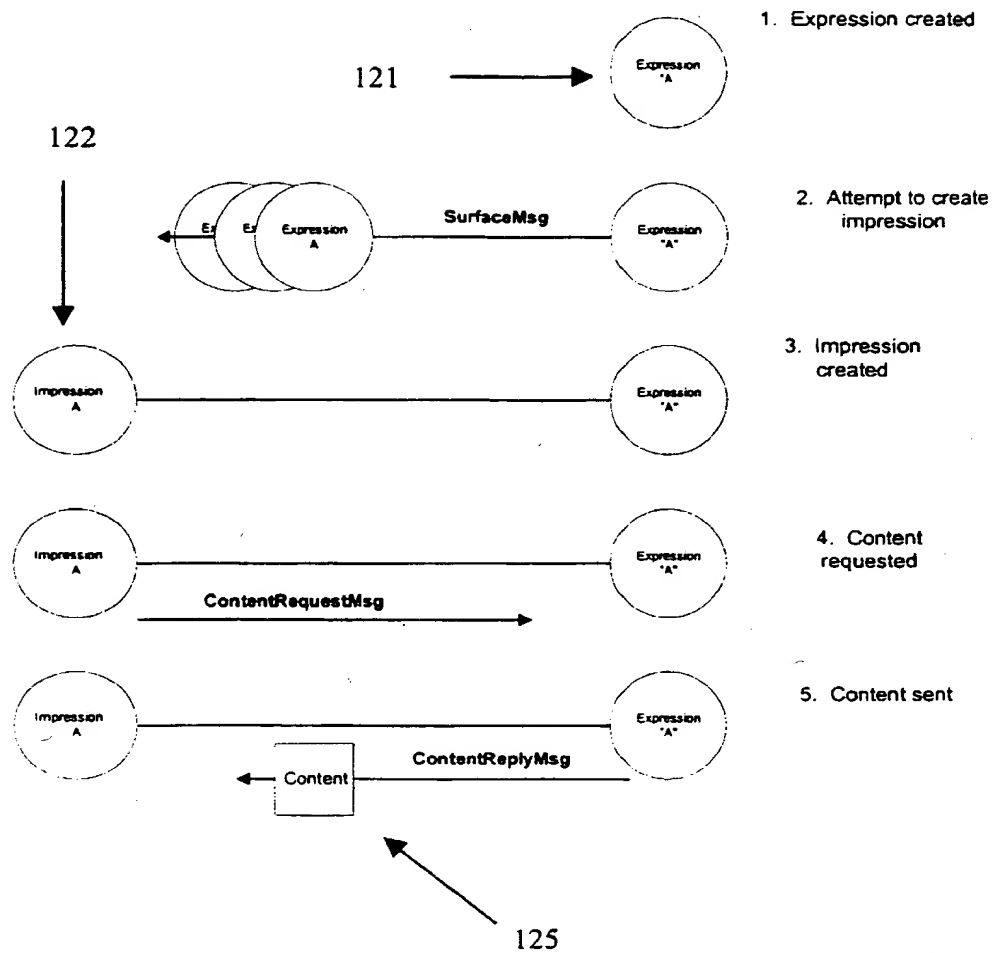 1. Expression created
121
Expression
"A
122
2. Attempt to create
impression
SurfaceMsg
Ex
E
Expression
A
Expression
"A"
3. Impression
created
Impression
A
Expression
"A"
4. Content
requested
Impression
A
Expression
"A"
ContentRequestMsg
5. Content sent
Impression
A
Expression
"A"
ContentReplyMsg
Content
125